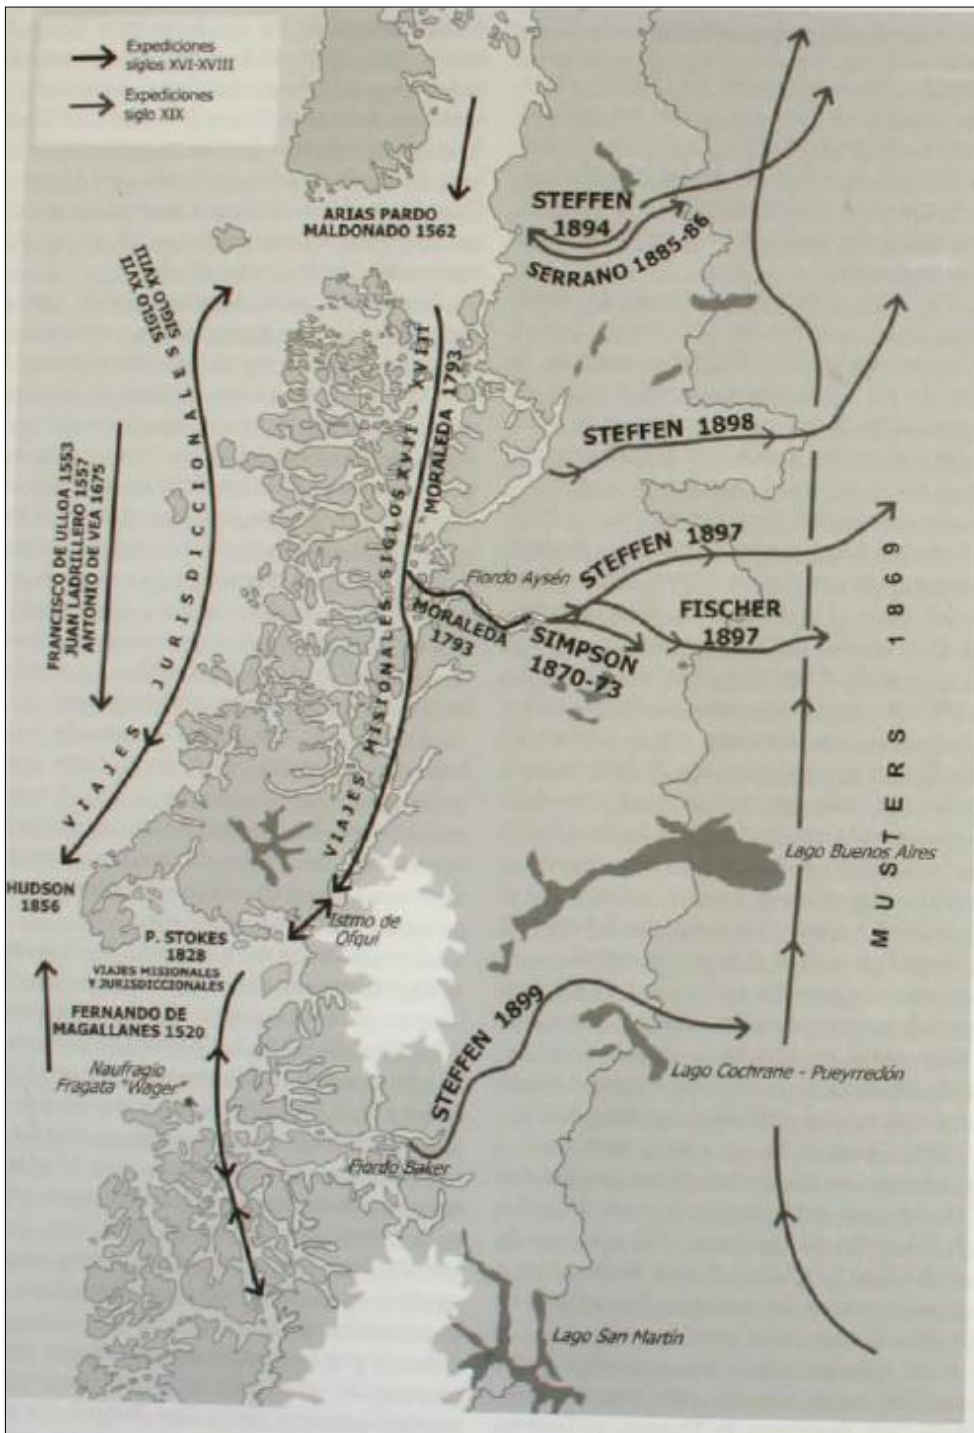 Expediciones
siglos XVI-XVIII
Expediciones
siglo XIX
ARIAS PARDO
MALDONADO 1562
STEFFEN
1894
SERRANO 1885-86
SIGLO XVII
SIGLO XVIII
VIAJES JURISDICCIONALES
FRANCISCO DE ULLOA 1553
JUAN LADRILLERO 1557
ANTONIO DE VEA 1675
VIAJES MISIONALES SIGLOS XVII - XVIII
MORALEDA 1793
STEFFEN 1898
STEFFEN 1897
Fiordo Aysén
MORALEDA
1793
SIMPSON
1870-73
FISCHER
1897
MUSTERS 1869
Lago Buenos Aires
HUDSON
1856
Istmo de
Ofqui
P. STOKES
1828
VIAJES MISIONALES
Y JURISDICCIONALES
FERNANDO DE
MAGALLANES 1520
Naufragio
Fragata "Wager"
STEFFEN 1899
Lago Cochrane - Pueyrredón
Fiordo Baker
Lago San Martín